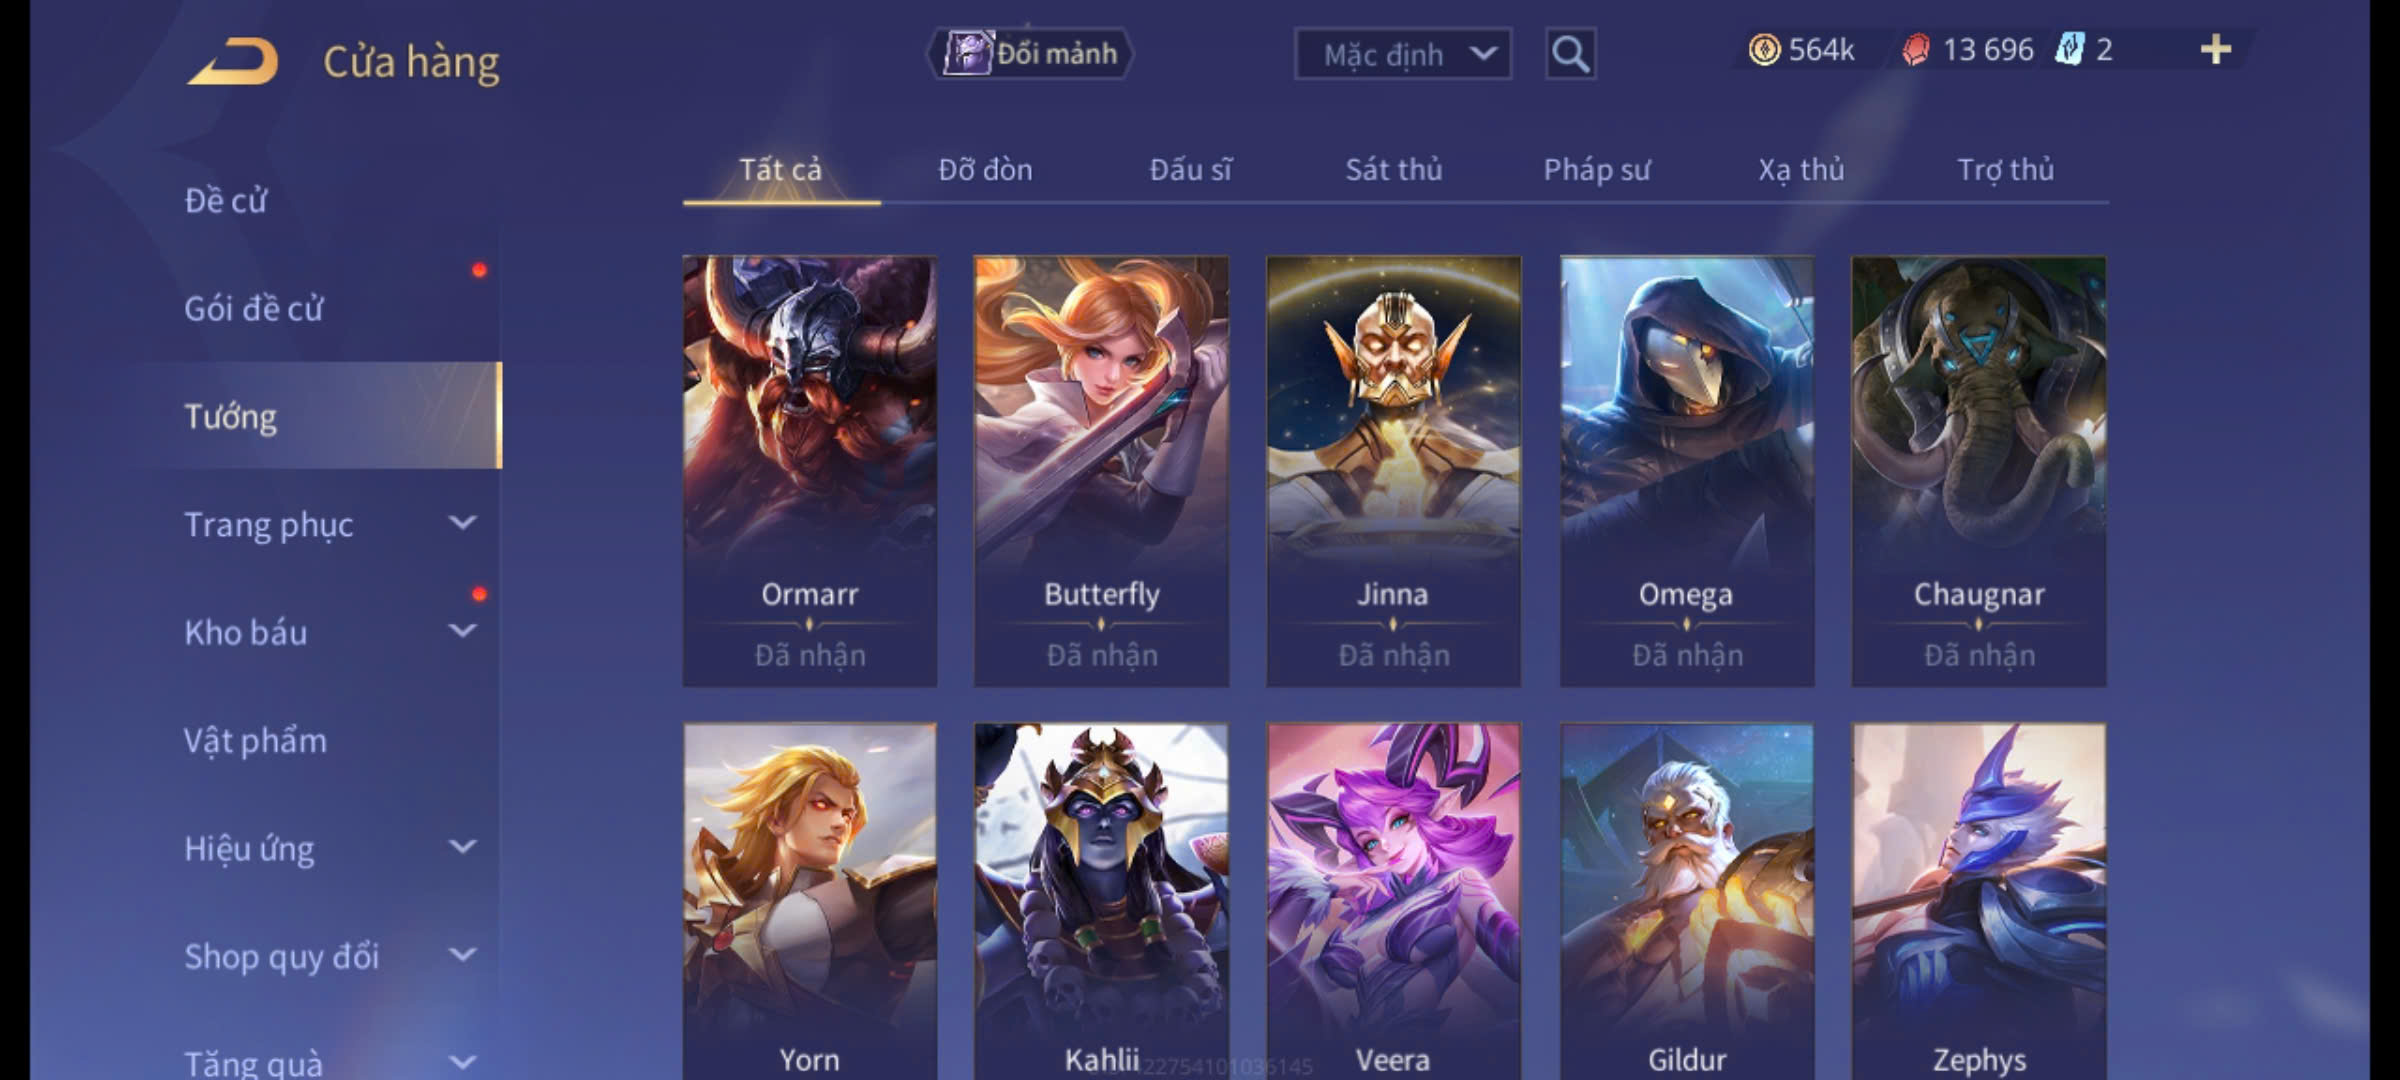 Cửa hàng
Đổi mảnh
Mặc định
564k
13 696
2
Tất cả
Đỡ đòn
Đấu sĩ
Sát thủ
Pháp sư
Xạ thủ
Trợ thủ
Đề cử
Gói đề cử
Tướng
Trang phục
Kho báu
Vật phẩm
Hiệu ứng
Shop quy đổi
Tặng quà
Ormarr
Đã nhận
Butterfly
Đã nhận
Jinna
Đã nhận
Omega
Đã nhận
Chaugnar
Đã nhận
Yorn
Kahlii
Veera
Gildur
Zephys